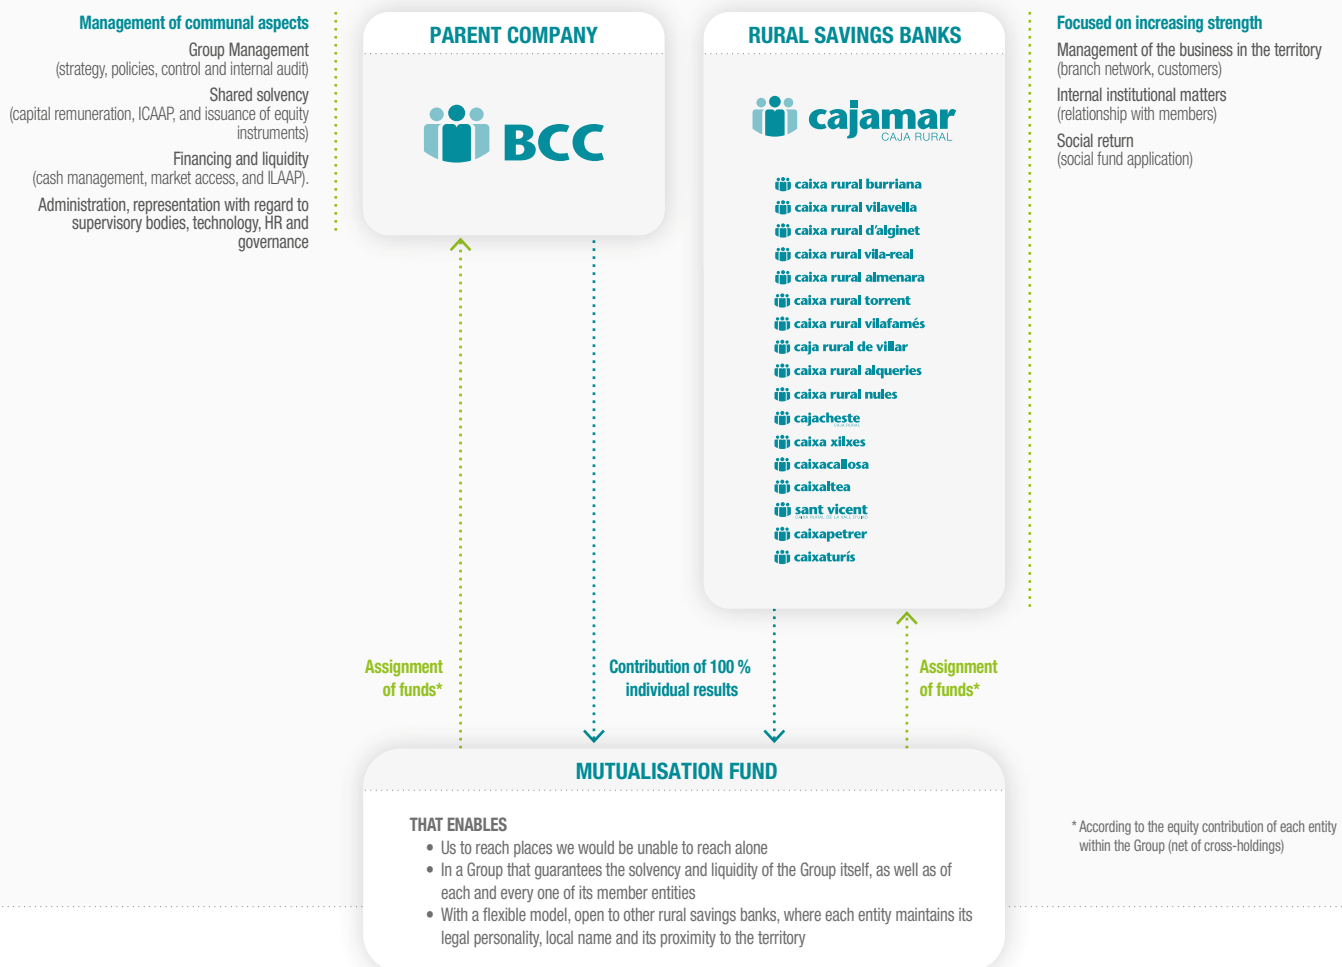 Management of communal aspects
Group Management
(strategy, policies, control and internal audit)
Shared solvency
(capital remuneration, ICAAP, and issuance of equity
instruments)
Financing and liquidity
(cash management, market access, and ILAAP).
Administration, representation with regard to
supervisory bodies, technology, HR and
governance
PARENT COMPANY
BCC
RURAL SAVINGS BANKS
cajamar
CAJA RURAL
caixa rural burriana
caixa rural vilavella
caixa rural d'alginet
caixa rural vila-real
caixa rural almenara
caixa rural torrent
caixa rural vilafamés
caja rural de villar
caixa rural alqueries
caixa rural nules
cajacheste
CAJA RURAL
caixa xilxes
caixacallosa
caixaltea
sant vicent
caixapetrer
caixaturís
Focused on increasing strength
Management of the business in the territory
(branch network, customers)
Internal institutional matters
(relationship with members)
Social return
(social fund application)
Assignment
of funds*
Contribution of 100 %
individual results
Assignment
of funds*
MUTUALISATION FUND
THAT ENABLES
• Us to reach places we would be unable to reach alone
• In a Group that guarantees the solvency and liquidity of the Group itself, as well as of
each and every one of its member entities
• With a flexible model, open to other rural savings banks, where each entity maintains its
legal personality, local name and its proximity to the territory
* According to the equity contribution of each entity
within the Group (net of cross-holdings)